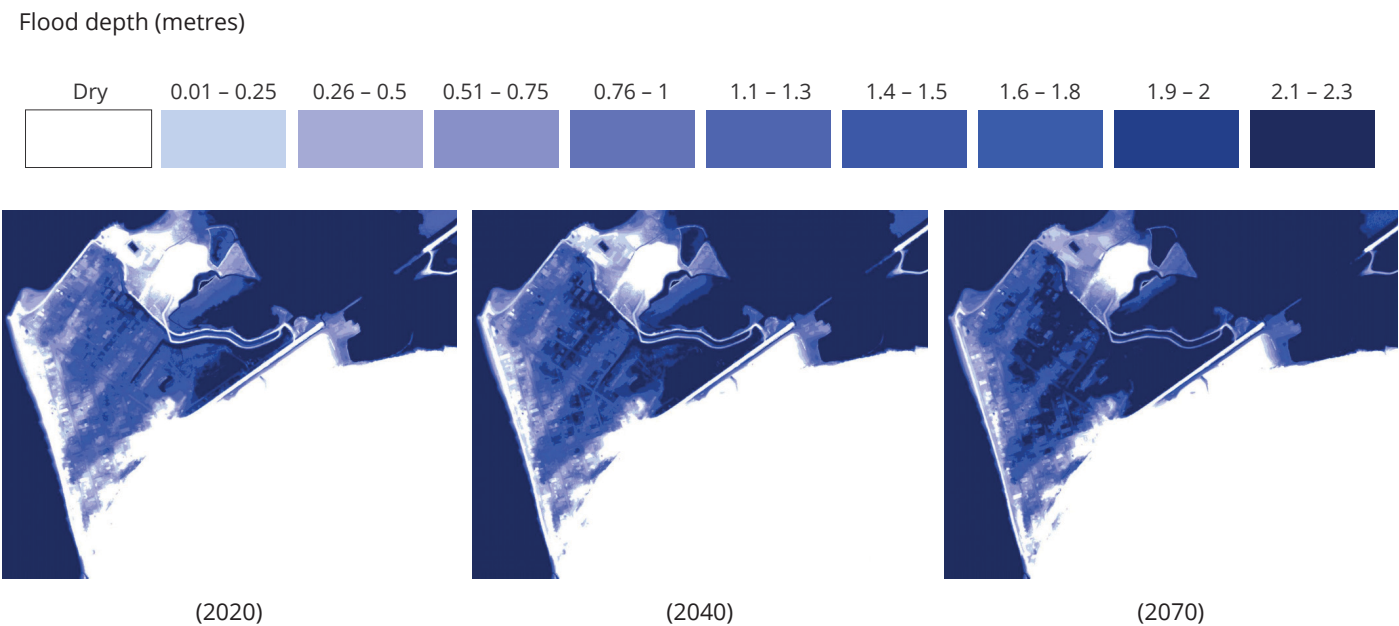 Flood depth (metres)
Dry 0.01 – 0.25 0.26 – 0.5 0.51 – 0.75 0.76 – 1 1.1 – 1.3 1.4 – 1.5 1.6 – 1.8 1.9 – 2 2.1 – 2.3
(2020) (2040) (2070)